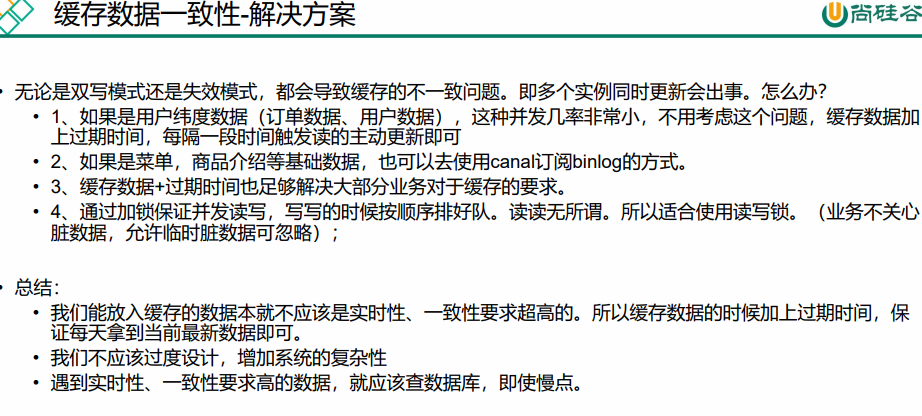 缓存数据一致性-解决方案
尚硅谷
• 无论是双写模式还是失效模式，都会导致缓存的不一致问题。即多个实例同时更新会出事。怎么办？
• 1、如果是用户纬度数据（订单数据、用户数据），这种并发几率非常小，不用考虑这个问题，缓存数据加
上过期时间，每隔一段时间触发读的主动更新即可
• 2、如果是菜单，商品介绍等基础数据，也可以去使用canal订阅binlog的方式。
• 3、缓存数据+过期时间也足够解决大部分业务对于缓存的要求。
• 4、通过加锁保证并发读写，写写的时候按顺序排好队。读读无所谓。所以适合使用读写锁。（业务不关心
脏数据，允许临时脏数据可忽略）；
• 总结：
• 我们能放入缓存的数据本就不应该是实时性、一致性要求超高的。所以缓存数据的时候加上过期时间，保
证每天拿到当前最新数据即可。
• 我们不应该过度设计，增加系统的复杂性
• 遇到实时性、一致性要求高的数据，就应该查数据库，即使慢点。